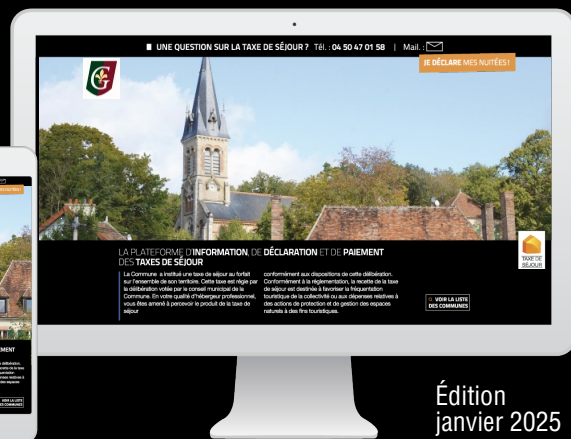 ■ UNE QUESTION SUR LA TAXE DE SÉJOUR ? Tél. : 04 50 47 01 58 | Mail. :
JE DÉCLARE MES NUITÉES !
G
LA PLATEFORME D'INFORMATION, DE DÉCLARATION ET DE PAIEMENT
DES TAXES DE SÉJOUR
La Commune a institué une taxe de séjour au forfait
sur l'ensemble de son territoire. Cette taxe est régie par
la délibération votée par le conseil municipal de la
Commune. En votre qualité d'hébergeur professionnel,
vous êtes amené à percevoir le produit de la taxe de
séjour
conformément aux dispositions de cette délibération.
Conformément à la réglementation, la recette de la taxe
de séjour est destinée à favoriser la fréquentation
touristique de la collectivité ou aux dépenses relatives à
des actions de protection et de gestion des espaces
naturels à des fins touristiques.
TAXE DE
SÉJOUR
VOIR LA LISTE
DES COMMUNES
EMENT
VOIR LA LISTE
DES COMMUNES
Édition
janvier 2025